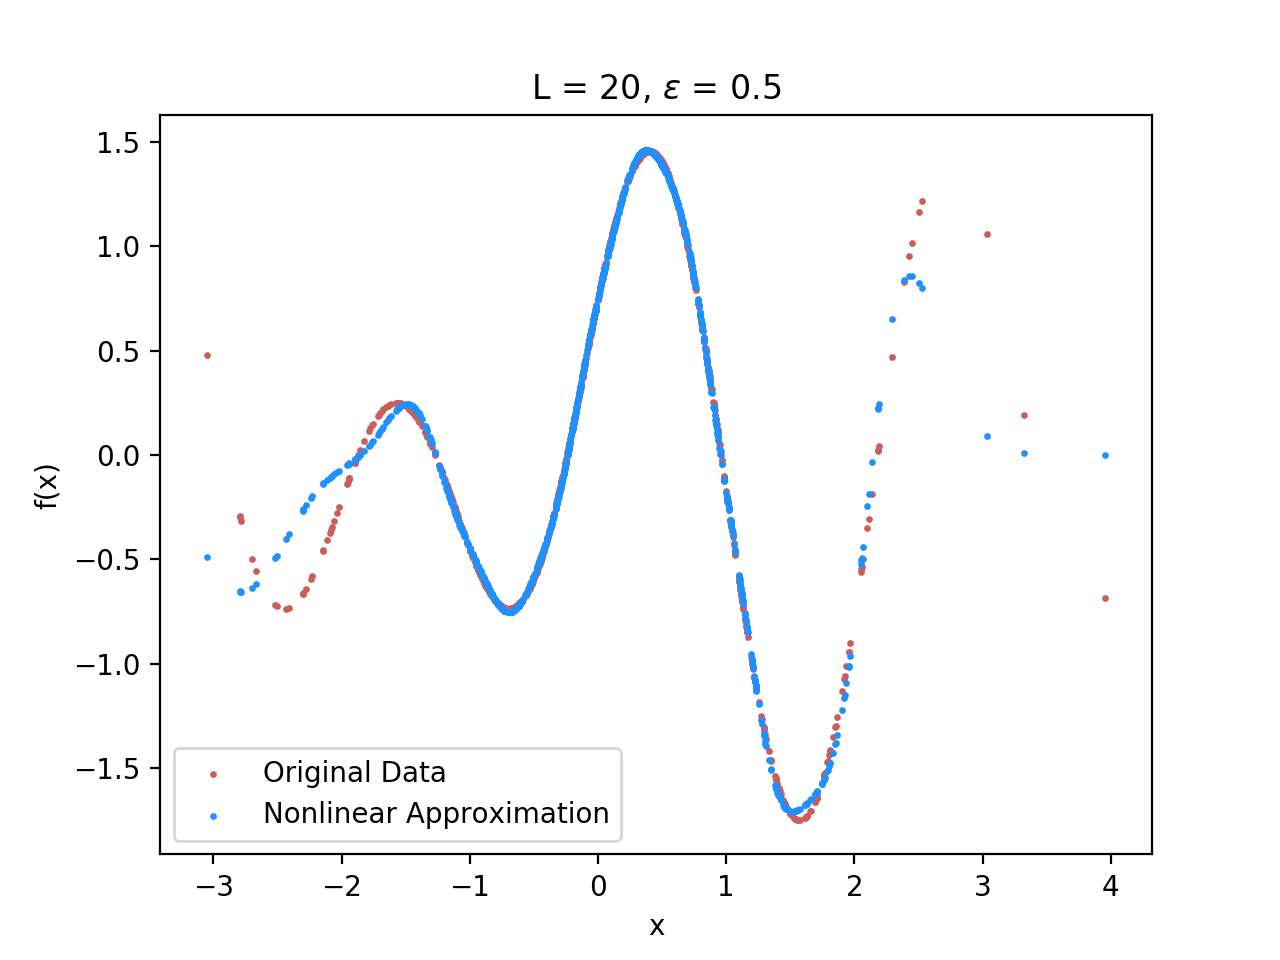 L = 20, ε = 0.5
f(x)
1.5
1.0
0.5
0.0
−0.5
−1.0
−1.5
Original Data
Nonlinear Approximation
−3 −2 −1 0 1 2 3 4
x